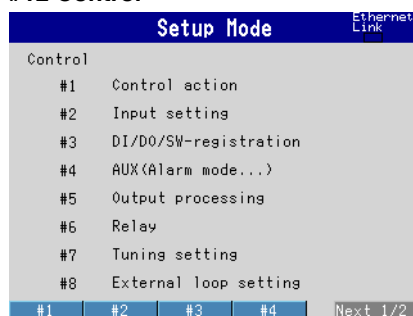 Setup Mode
Ethernet
Link
Control
#1 Control action
#2 Input setting
#3 DI/DO/SW-registration
#4 AUX(Alarm mode...)
#5 Output processing
#6 Relay
#7 Tuning setting
#8 External loop setting
#1 #2 #3 #4 Next 1/2